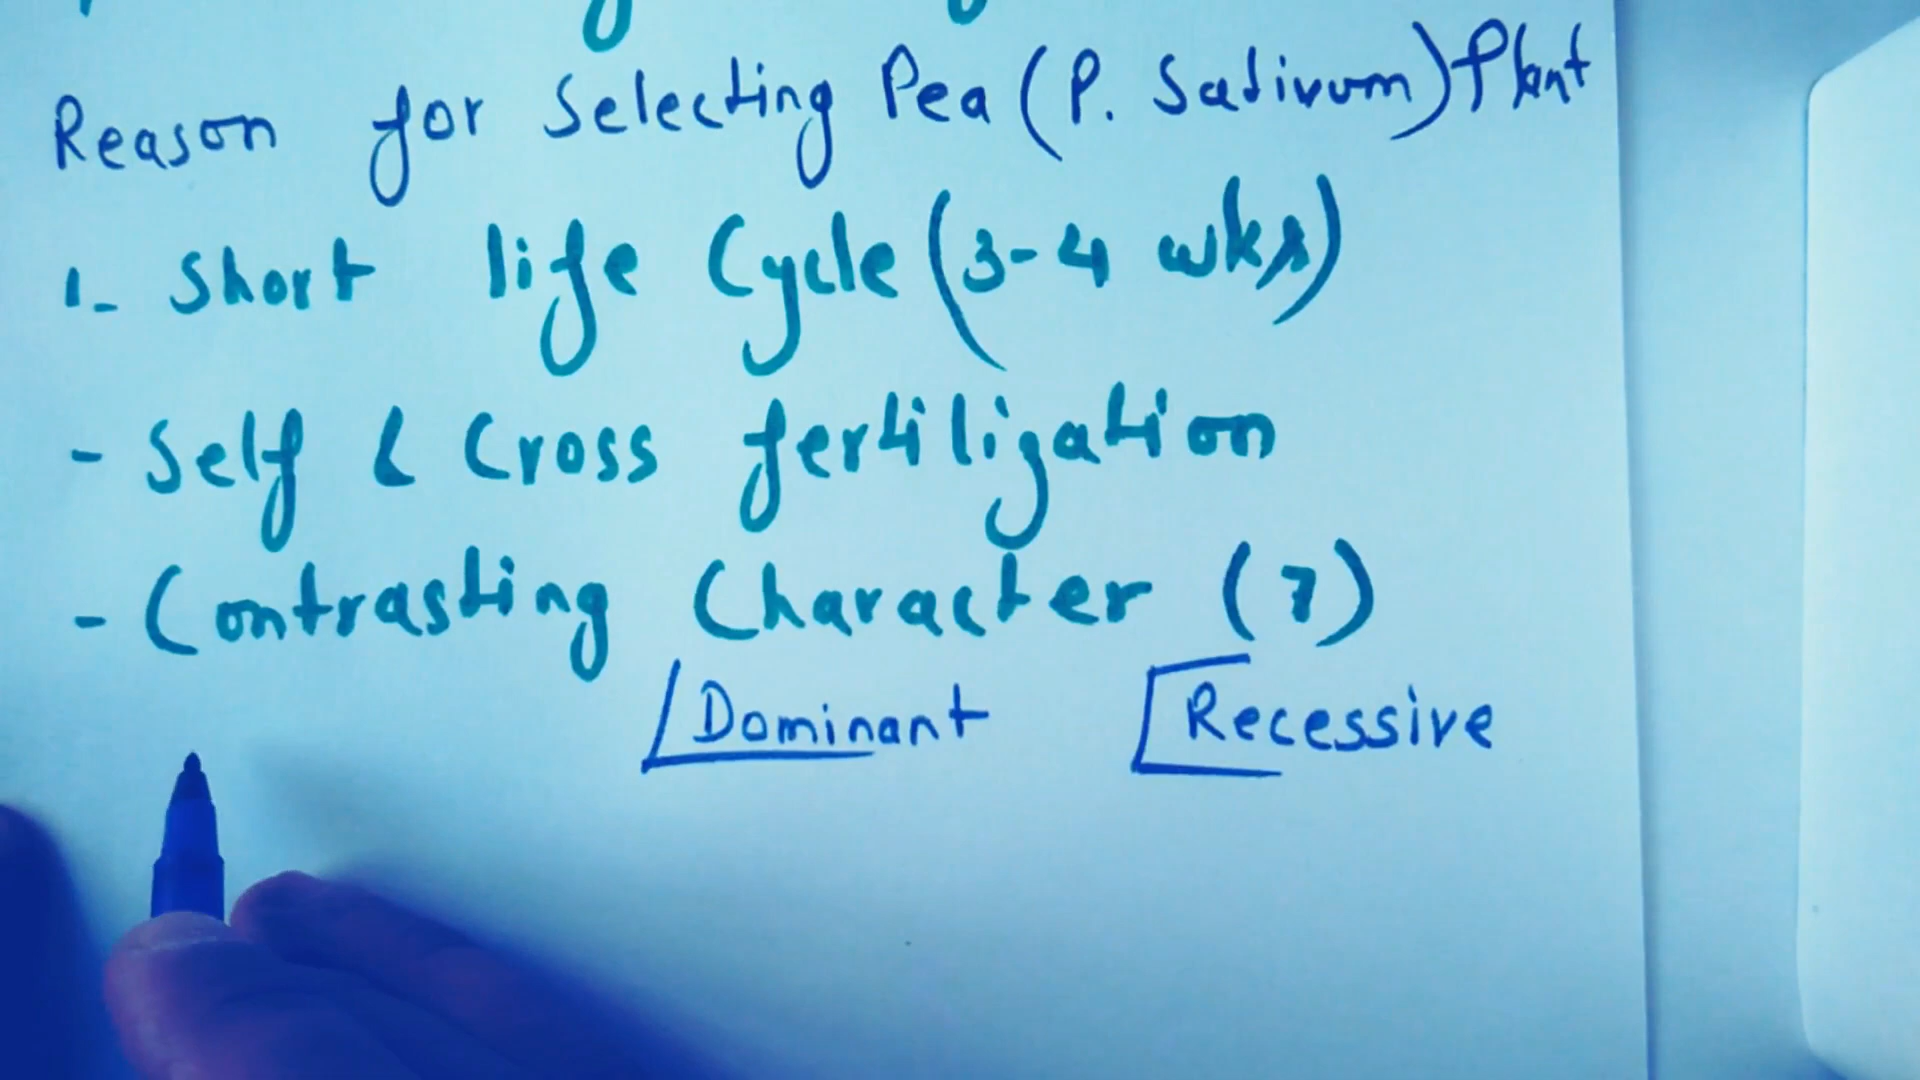 Reason for Selecting Pea (P. Sativum) Plant
1- Short life Cycle (3-4 wks)
- Self & Cross fertilization
- Contrasting Character (7)
Dominant Recessive